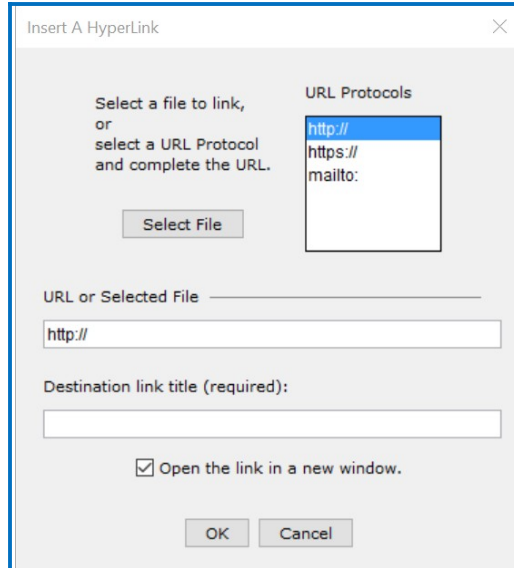 Insert A HyperLink
Select a file to link,
or
select a URL Protocol
and complete the URL.
Select File
URL Protocols
http://
https://
mailto:
URL or Selected File
http://
Destination link title (required):
Open the link in a new window.
OK
Cancel